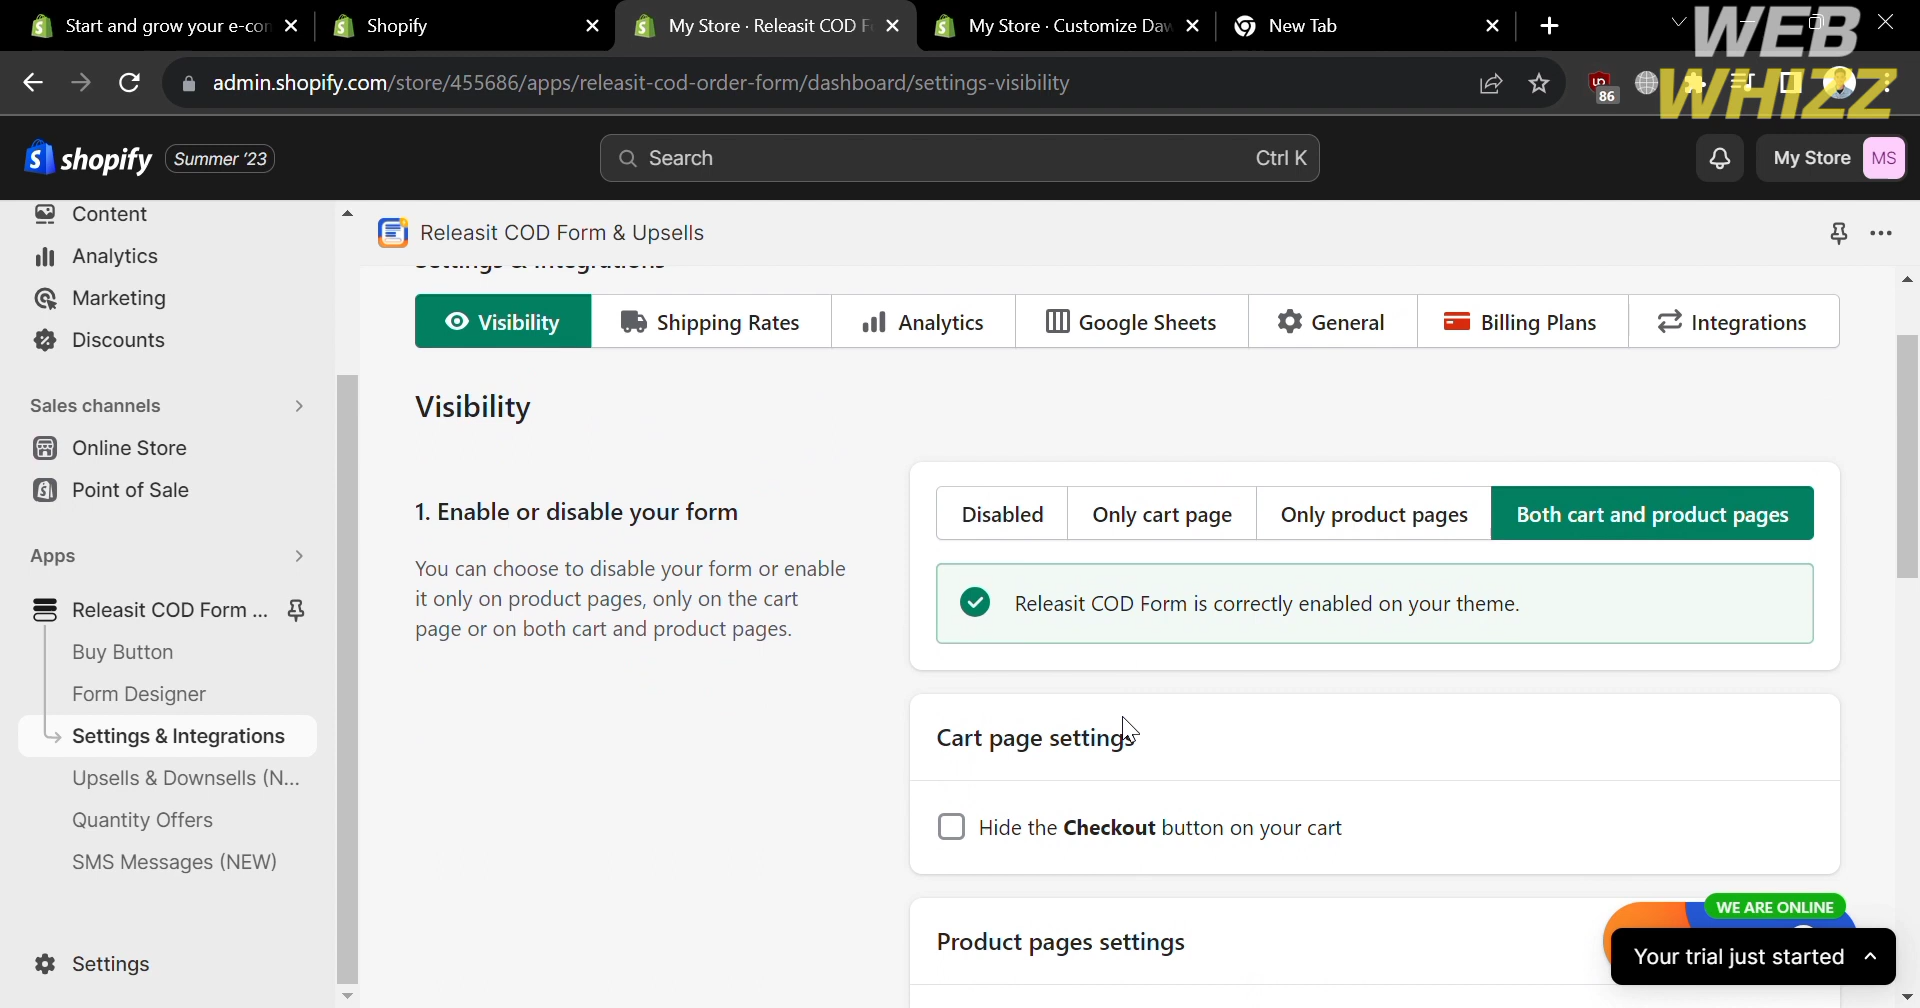 Start and grow your e-con
Shopify
My Store · Releasit COD F
My Store · Customize Daw
New Tab
WEB
WHIZZ
admin.shopify.com/store/455686/apps/releasit-cod-order-form/dashboard/settings-visibility
86
shopify
Summer '23
Search
Ctrl K
My Store
MS
Content
Analytics
Marketing
Discounts
Sales channels
Online Store
Point of Sale
Apps
Releasit COD Form ...
Buy Button
Form Designer
Settings & Integrations
Upsells & Downsells (N...
Quantity Offers
SMS Messages (NEW)
Settings
Releasit COD Form & Upsells
Settings & Integrations
Visibility
Shipping Rates
Analytics
Google Sheets
General
Billing Plans
Integrations
Visibility
1. Enable or disable your form
You can choose to disable your form or enable
it only on product pages, only on the cart
page or on both cart and product pages.
Disabled
Only cart page
Only product pages
Both cart and product pages
Releasit COD Form is correctly enabled on your theme.
Cart page settings
Hide the Checkout button on your cart
Product pages settings
WE ARE ONLINE
Your trial just started